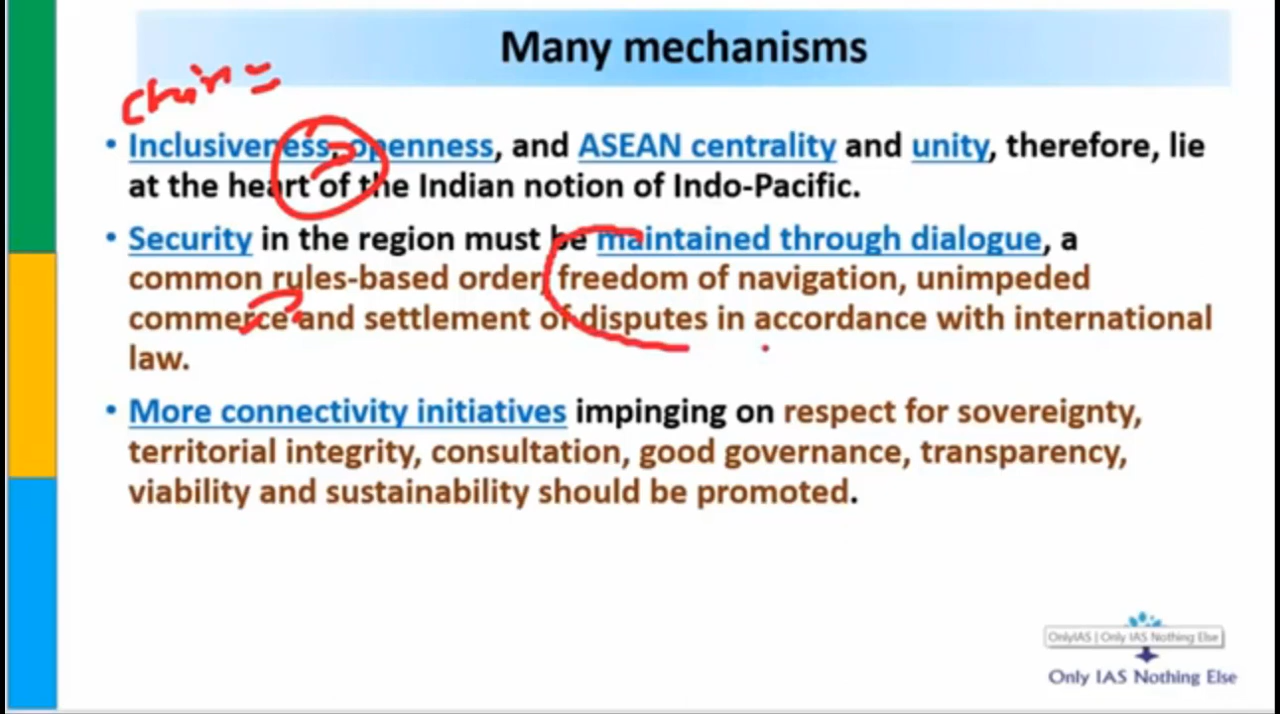 Many mechanisms
• Inclusiveness, openness, and ASEAN centrality and unity, therefore, lie
at the heart of the Indian notion of Indo-Pacific.
• Security in the region must be maintained through dialogue, a
common rules-based order, freedom of navigation, unimpeded
commerce and settlement of disputes in accordance with international
law.
• More connectivity initiatives impinging on respect for sovereignty,
territorial integrity, consultation, good governance, transparency,
viability and sustainability should be promoted.
OnlyIAS | Only IAS Nothing Else
Only IAS Nothing Else